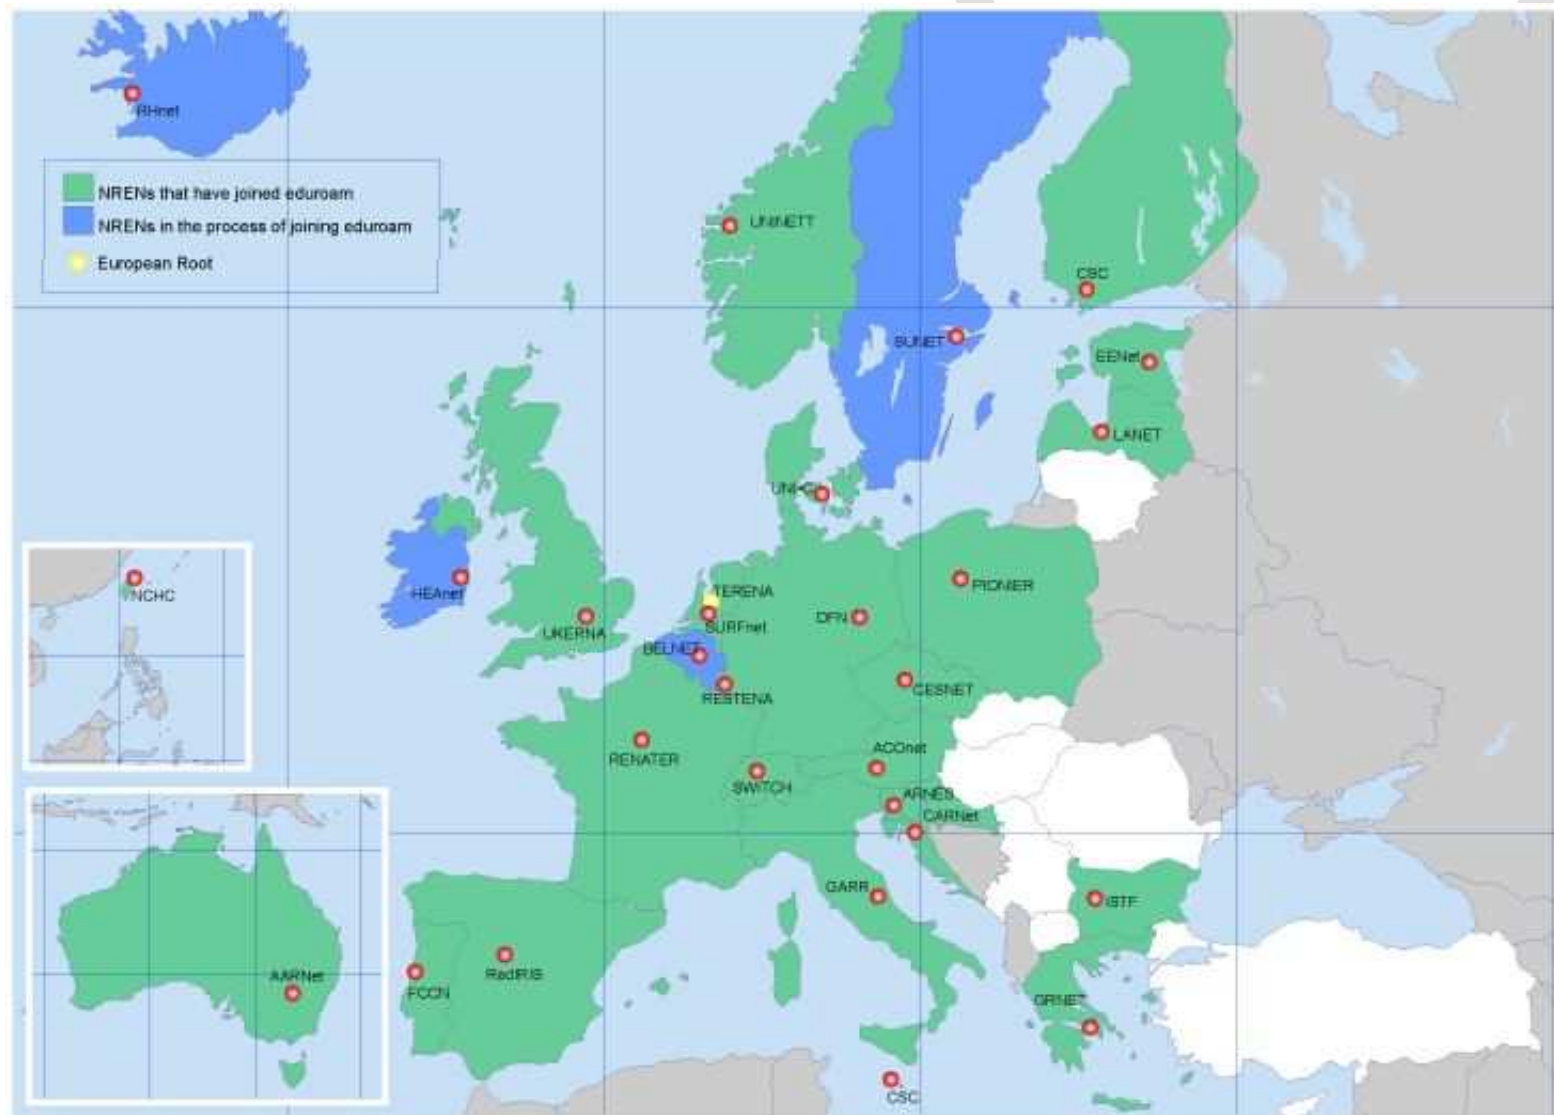 RHnet
NRENs that have joined eduroam
NRENs in the process of joining eduroam
European Root
UNINETT
CSC
SUNET
EENet
LANET
HEAnet
NCHC
TERENA
PIONIER
UKERNA
SURFnet
DFN
BELNET
RESTENA
CESNET
RENATER
ACOnet
SWITCH
ARNES
CARNet
GARR
ISTF
AARNet
FCCN
RedIRIS
GRNET
CSC